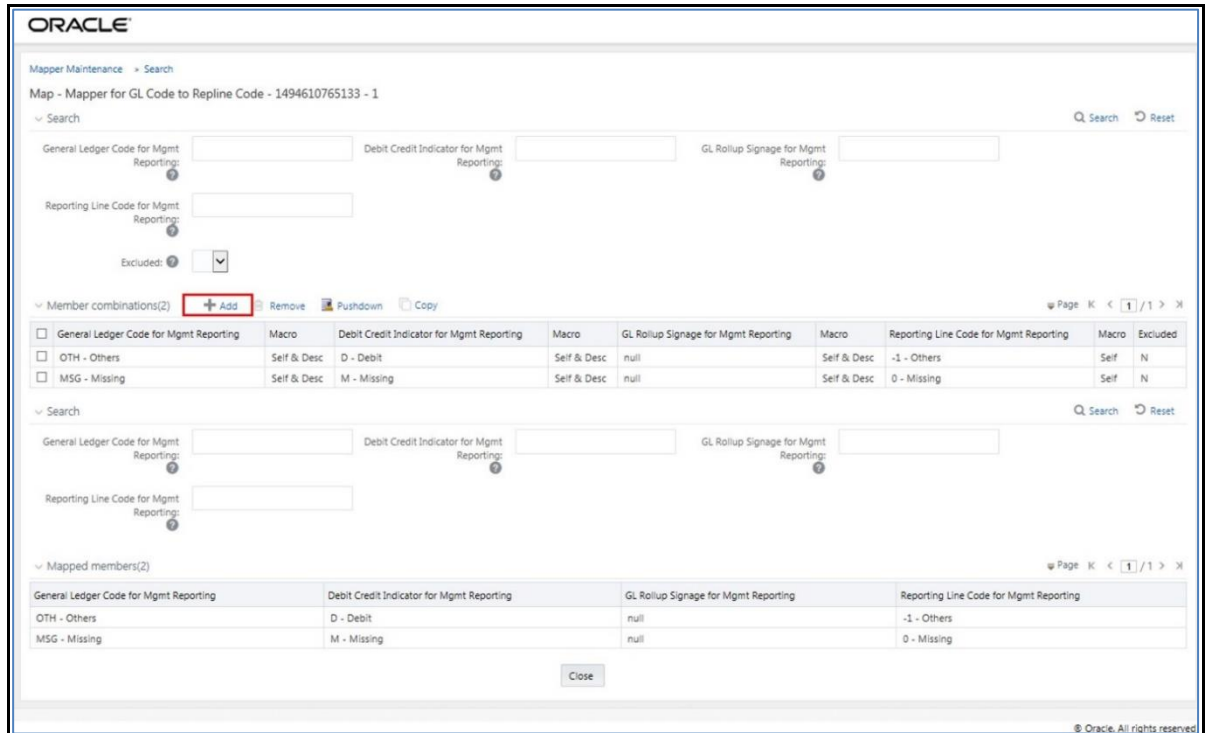 ORACLE
Mapper Maintenance » Search
Map - Mapper for GL Code to Repline Code - 1494610765133 - 1
Search
Search Reset
General Ledger Code for Mgmt Reporting:
Debit Credit Indicator for Mgmt Reporting:
GL Rollup Signage for Mgmt Reporting:
Reporting Line Code for Mgmt Reporting:
Excluded:
Member combinations(2) Add Remove Pushdown Copy Page 1 / 1
General Ledger Code for Mgmt Reporting Macro Debit Credit Indicator for Mgmt Reporting Macro GL Rollup Signage for Mgmt Reporting Macro Reporting Line Code for Mgmt Reporting Macro Excluded
OTH - Others Self & Desc D - Debit Self & Desc null Self & Desc -1 - Others Self N
MSG - Missing Self & Desc M - Missing Self & Desc null Self & Desc 0 - Missing Self N
Search
Search Reset
General Ledger Code for Mgmt Reporting:
Debit Credit Indicator for Mgmt Reporting:
GL Rollup Signage for Mgmt Reporting:
Reporting Line Code for Mgmt Reporting:
Mapped members(2) Page 1 / 1
General Ledger Code for Mgmt Reporting Debit Credit Indicator for Mgmt Reporting GL Rollup Signage for Mgmt Reporting Reporting Line Code for Mgmt Reporting
OTH - Others D - Debit null -1 - Others
MSG - Missing M - Missing null 0 - Missing
Close
© Oracle. All rights reserved